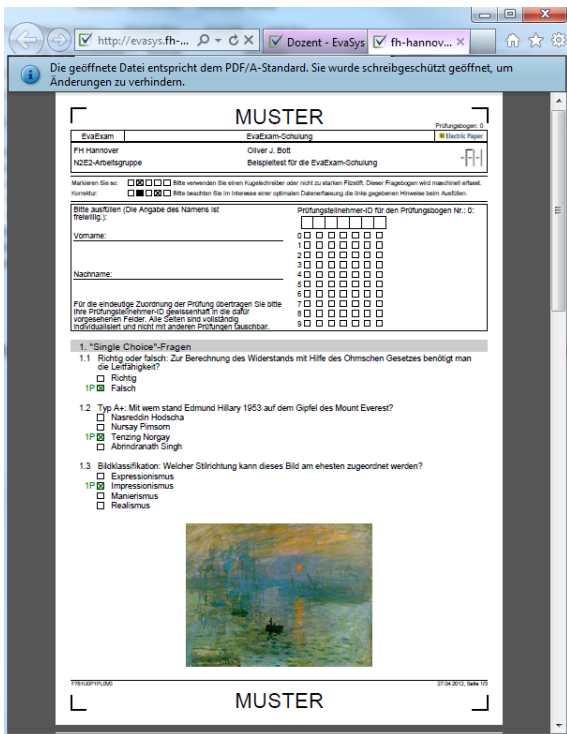 http://evasys.fh-...
Dozent - EvaSys
fh-hannov...
Die geöffnete Datei entspricht dem PDF/A-Standard. Sie wurde schreibgeschützt geöffnet, um
Änderungen zu verhindern.
MUSTER
Prüfungsbogen: 0
EvaExam
EvaExam-Schulung
Electric Paper
FH Hannover
Oliver J. Bott
N2E2-Arbeitsgruppe
Beispieltest für die EvaExam-Schulung
Markieren Sie so:
Bitte verwenden Sie einen Kugelschreiber oder nicht zu starken Filzstift. Dieser Fragebogen wird maschinell erfasst.
Korrektur:
Bitte beachten Sie im Interesse einer optimalen Datenerfassung die links gegebenen Hinweise beim Ausfüllen.
Bitte ausfüllen (Die Angabe des Namens ist
freiwillig.):
Vorname:
Nachname:
Für die eindeutige Zuordnung der Prüfung übertragen Sie bitte
Ihre Prüfungsteilnehmer-ID gewissenhaft in die dafür
vorgesehenen Felder. Alle Seiten sind vollständig
individualisiert und nicht mit anderen Prüfungen tauschbar.
Prüfungsteilnehmer-ID für den Prüfungsbogen Nr.: 0:
0
1
2
3
4
5
6
7
8
9
1. "Single Choice"-Fragen
1.1 Richtig oder falsch: Zur Berechnung des Widerstands mit Hilfe des Ohmschen Gesetzes benötigt man
die Leitfähigkeit?
Richtig
1P Falsch
1.2 Typ A+: Mit wem stand Edmund Hillary 1953 auf dem Gipfel des Mount Everest?
Nasreddin Hodscha
Nursay Pimsorn
1P Tenzing Norgay
Abrindranath Singh
1.3 Bildklassifikation: Welcher Stilrichtung kann dieses Bild am ehesten zugeordnet werden?
Expressionismus
1P Impressionismus
Manierismus
Realismus
F781U0P1PL0V0
27.04.2012, Seite 1/3
MUSTER